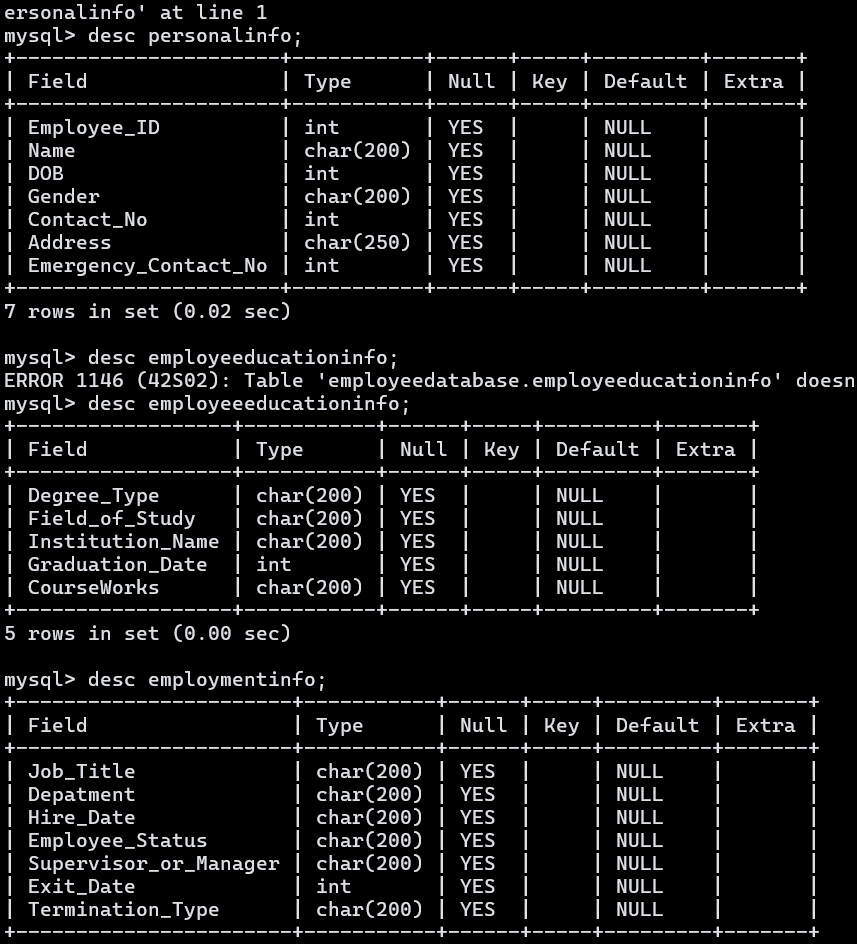 ersonalinfo' at line 1
mysql> desc personalinfo;
+----------------------+-----------+------+-----+---------+-------+
| Field                | Type      | Null | Key | Default | Extra |
+----------------------+-----------+------+-----+---------+-------+
| Employee_ID          | int       | YES  |     | NULL    |       |
| Name                 | char(200) | YES  |     | NULL    |       |
| DOB                  | int       | YES  |     | NULL    |       |
| Gender               | char(200) | YES  |     | NULL    |       |
| Contact_No           | int       | YES  |     | NULL    |       |
| Address              | char(250) | YES  |     | NULL    |       |
| Emergency_Contact_No | int       | YES  |     | NULL    |       |
+----------------------+-----------+------+-----+---------+-------+
7 rows in set (0.02 sec)

mysql> desc employeeducationinfo;
ERROR 1146 (42S02): Table 'employeedatabase.employeeducationinfo' doesn
mysql> desc employeeeducationinfo;
+------------------+-----------+------+-----+---------+-------+
| Field            | Type      | Null | Key | Default | Extra |
+------------------+-----------+------+-----+---------+-------+
| Degree_Type      | char(200) | YES  |     | NULL    |       |
| Field_of_Study   | char(200) | YES  |     | NULL    |       |
| Institution_Name | char(200) | YES  |     | NULL    |       |
| Graduation_Date  | int       | YES  |     | NULL    |       |
| CourseWorks      | char(200) | YES  |     | NULL    |       |
+------------------+-----------+------+-----+---------+-------+
5 rows in set (0.00 sec)

mysql> desc employmentinfo;
+-----------------------+-----------+------+-----+---------+-------+
| Field                 | Type      | Null | Key | Default | Extra |
+-----------------------+-----------+------+-----+---------+-------+
| Job_Title             | char(200) | YES  |     | NULL    |       |
| Depatment             | char(200) | YES  |     | NULL    |       |
| Hire_Date             | char(200) | YES  |     | NULL    |       |
| Employee_Status       | char(200) | YES  |     | NULL    |       |
| Supervisor_or_Manager | char(200) | YES  |     | NULL    |       |
| Exit_Date             | int       | YES  |     | NULL    |       |
| Termination_Type      | char(200) | YES  |     | NULL    |       |
+-----------------------+-----------+------+-----+---------+-------+